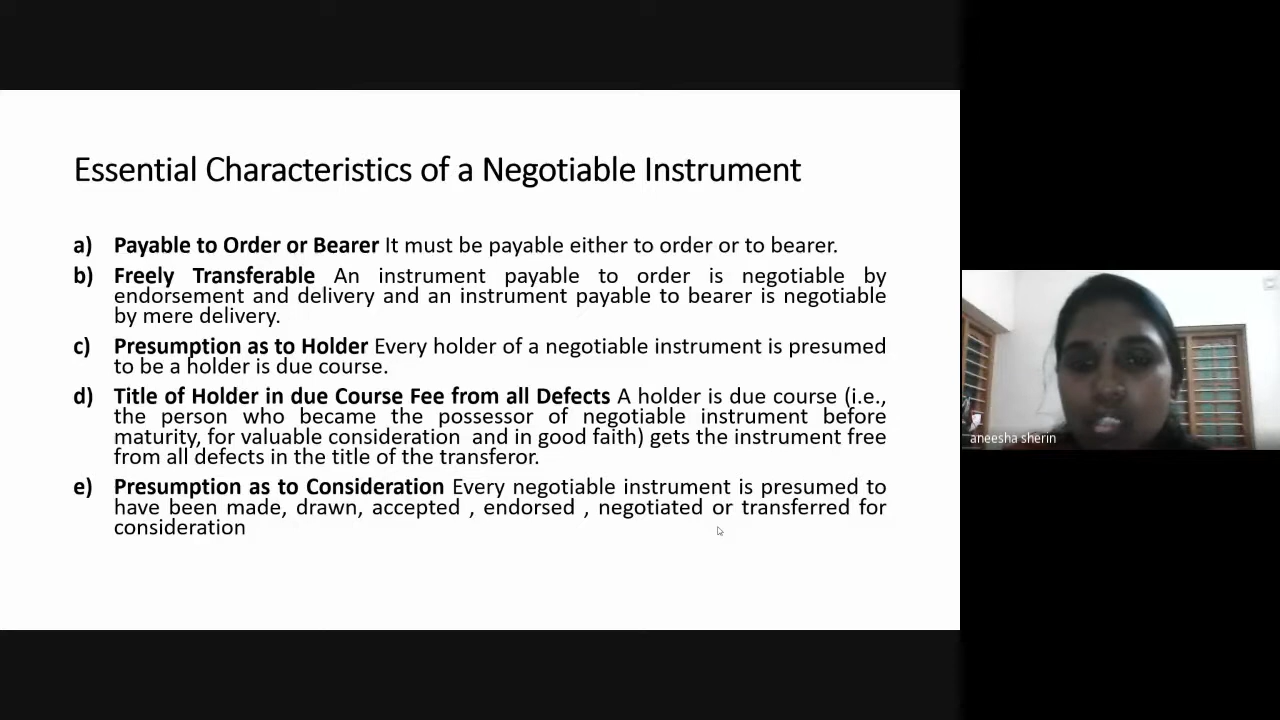 Essential Characteristics of a Negotiable Instrument
a) Payable to Order or Bearer It must be payable either to order or to bearer.
b) Freely Transferable An instrument payable to order is negotiable by
endorsement and delivery and an instrument payable to bearer is negotiable
by mere delivery.
c) Presumption as to Holder Every holder of a negotiable instrument is presumed
to be a holder is due course.
d) Title of Holder in due Course Fee from all Defects A holder is due course (i.e.,
the person who became the possessor of negotiable instrument before
maturity, for valuable consideration and in good faith) gets the instrument free
from all defects in the title of the transferor.
e) Presumption as to Consideration Every negotiable instrument is presumed to
have been made, drawn, accepted , endorsed , negotiated or transferred for
consideration
aneesha sherin